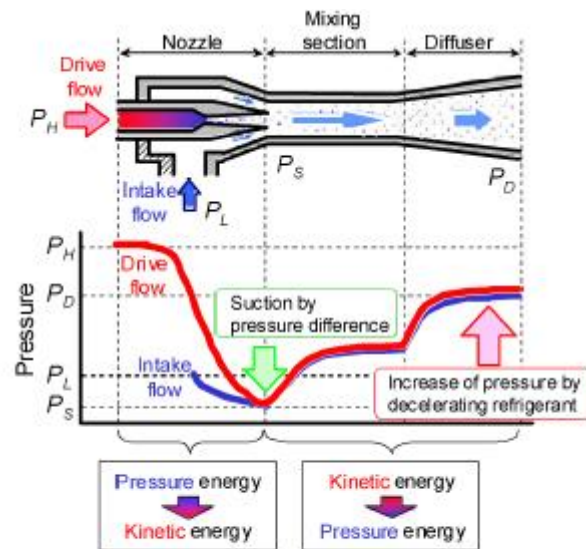 Nozzle
Mixing
section
Diffuser
Drive
flow
P_H
Intake
flow
P_L
P_S
P_D
Pressure
P_H
P_D
P_L
P_S
Drive
flow
Intake
flow
Suction by
pressure difference
Increase of pressure by
decelerating refrigerant
Pressure energy
Kinetic energy
Kinetic energy
Pressure energy